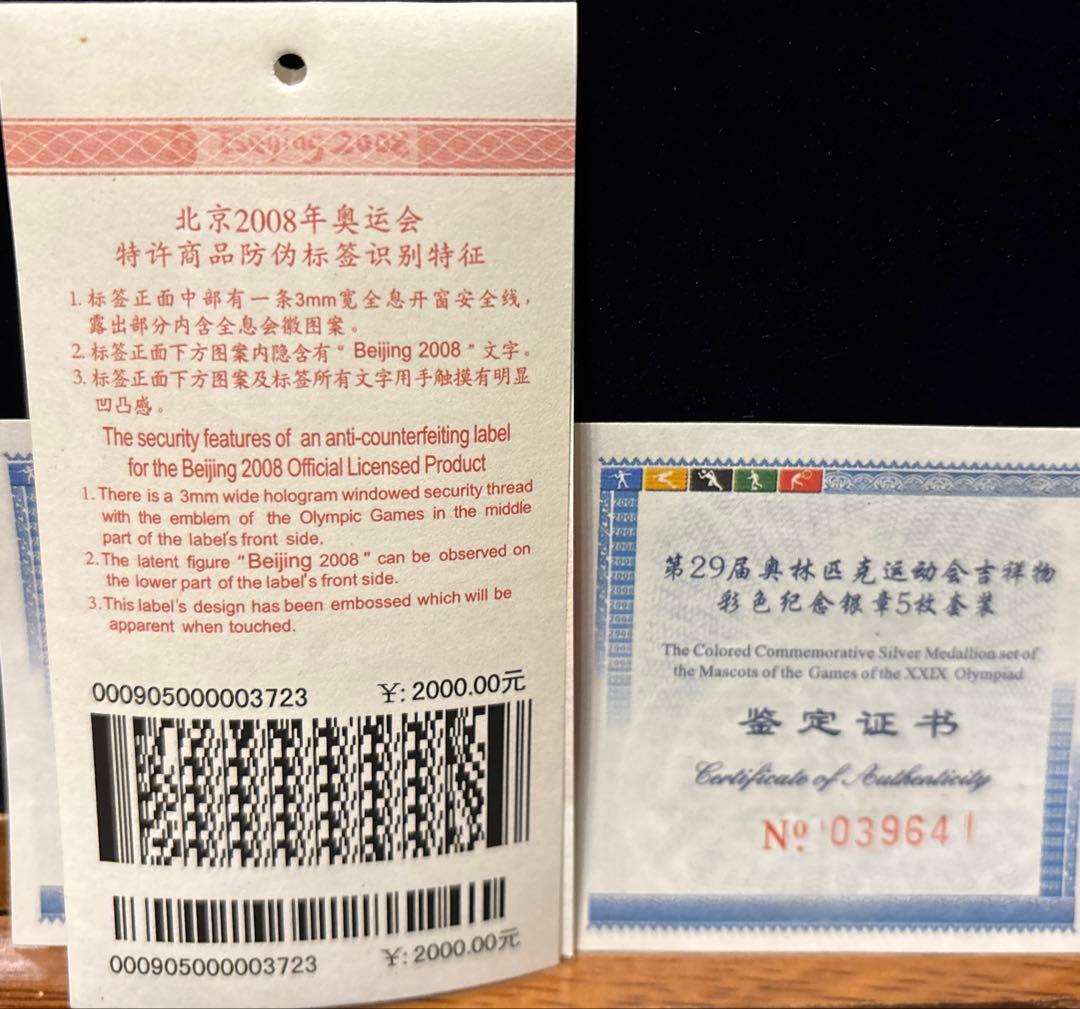 Beijing 2008
北京2008年奥运会
特许商品防伪标签识别特征
1. 标签正面中部有一条3mm宽全息开窗安全线，
露出部分内含全息会徽图案。
2. 标签正面下方图案内隐含有“Beijing 2008”文字。
3. 标签正面下方图案及标签所有文字用手触摸有明显
凹凸感。
The security features of an anti-counterfeiting label
for the Beijing 2008 Official Licensed Product
1. There is a 3mm wide hologram windowed security thread
with the emblem of the Olympic Games in the middle
part of the label's front side.
2. The latent figure "Beijing 2008" can be observed on
the lower part of the label's front side.
3. This label's design has been embossed which will be
apparent when touched.
000905000003723 ¥: 2000.00元
000905000003723 ¥: 2000.00元
第29届奥林匹克运动会吉祥物
彩色纪念银章5枚套装
The Colored Commemorative Silver Medallion set of
the Mascots of the Games of the XXIX Olympiad
鉴定证书
Certificate of Authenticity
Nº 039641